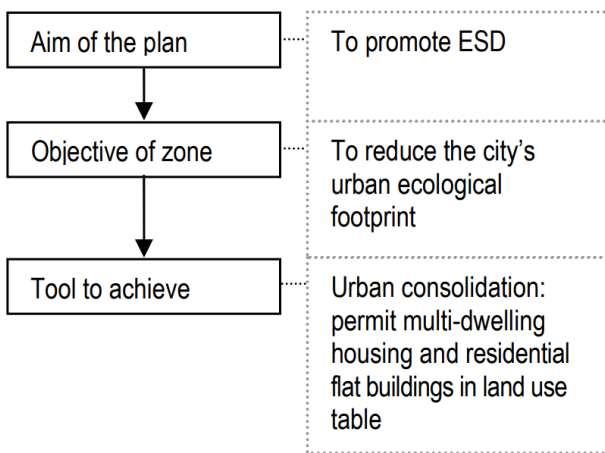 Aim of the plan
To promote ESD
Objective of zone
To reduce the city’s
urban ecological
footprint
Tool to achieve
Urban consolidation:
permit multi-dwelling
housing and residential
flat buildings in land use
table